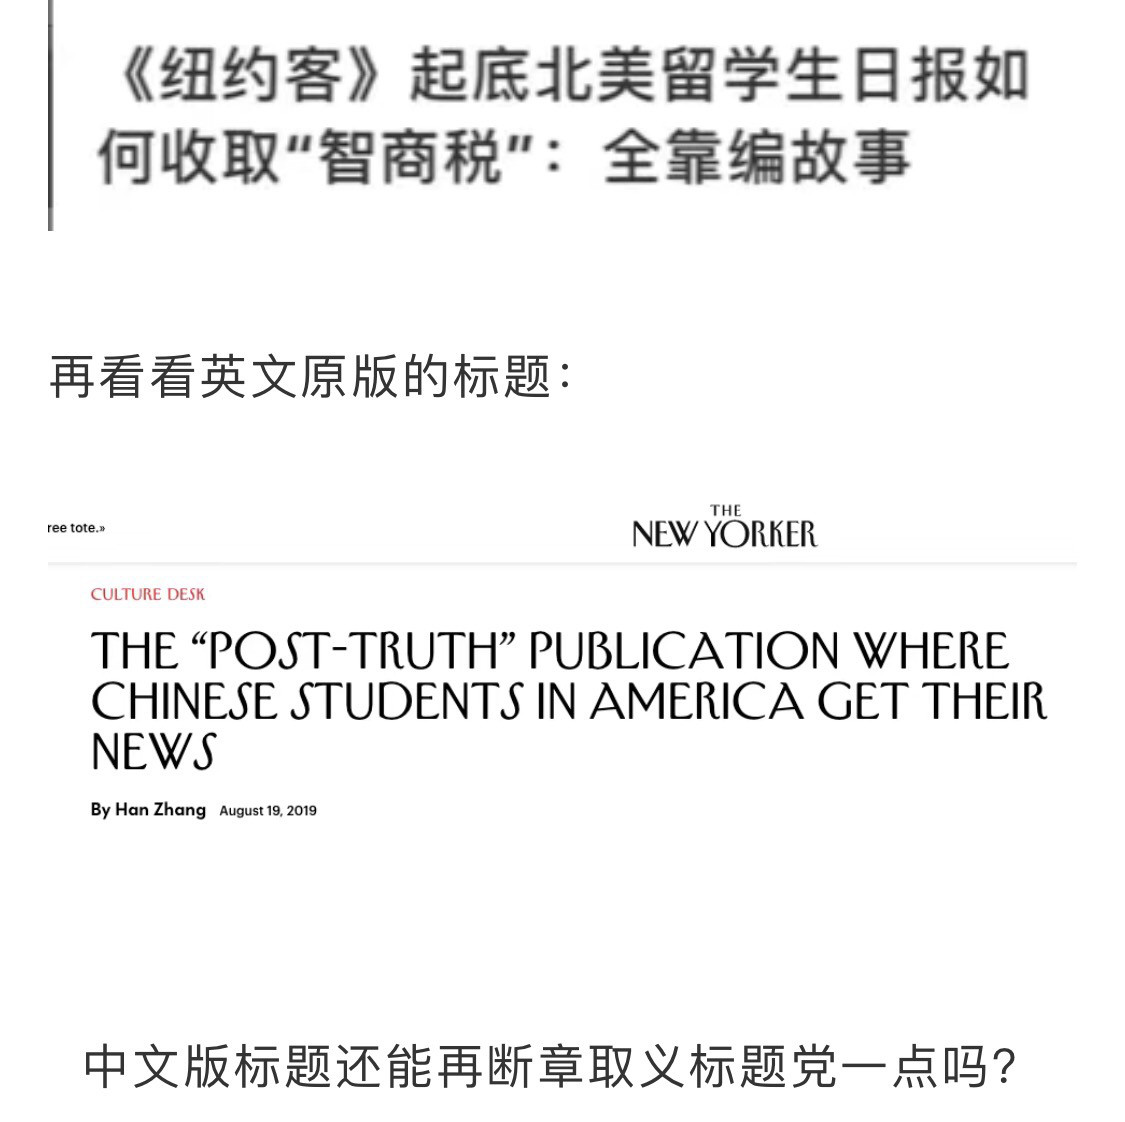 《纽约客》起底北美留学生日报如
何收取“智商税”：全靠编故事
再看看英文原版的标题：
ree tote.»
THE
NEW YORKER
CULTURE DESK
THE “POST-TRUTH” PUBLICATION WHERE
CHINESE STUDENTS IN AMERICA GET THEIR
NEWS
By Han Zhang August 19, 2019
中文版标题还能再断章取义标题党一点吗？